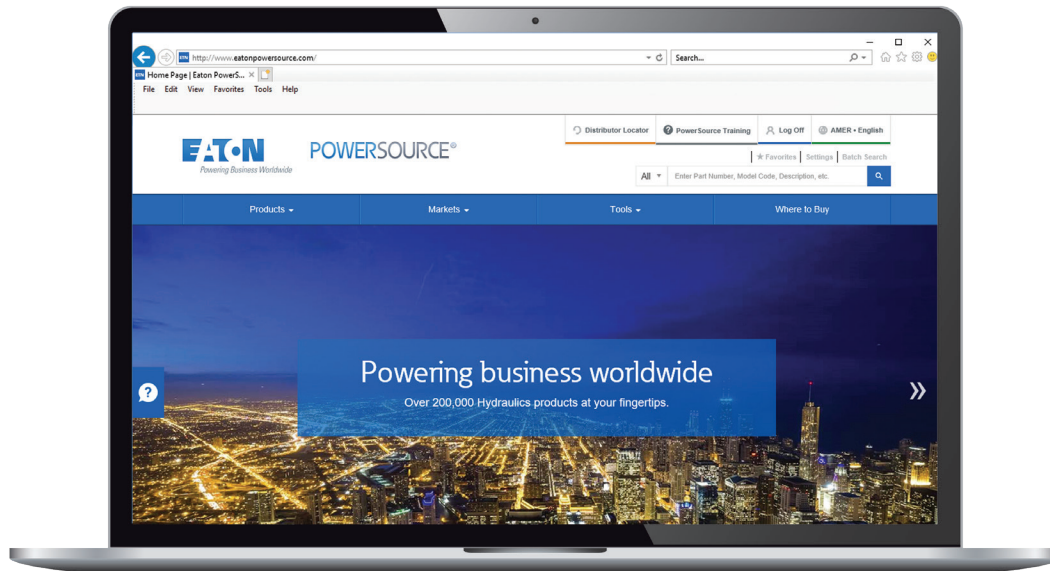 http://www.eatonpowersource.com/
Search...
Home Page | Eaton PowerS...
File Edit View Favorites Tools Help
Distributor Locator PowerSource Training Log Off AMER • English
EATON
Powering Business Worldwide
POWERSOURCE®
Favorites Settings Batch Search
All Enter Part Number, Model Code, Description, etc.
Products Markets Tools Where to Buy
Powering business worldwide
Over 200,000 Hydraulics products at your fingertips.